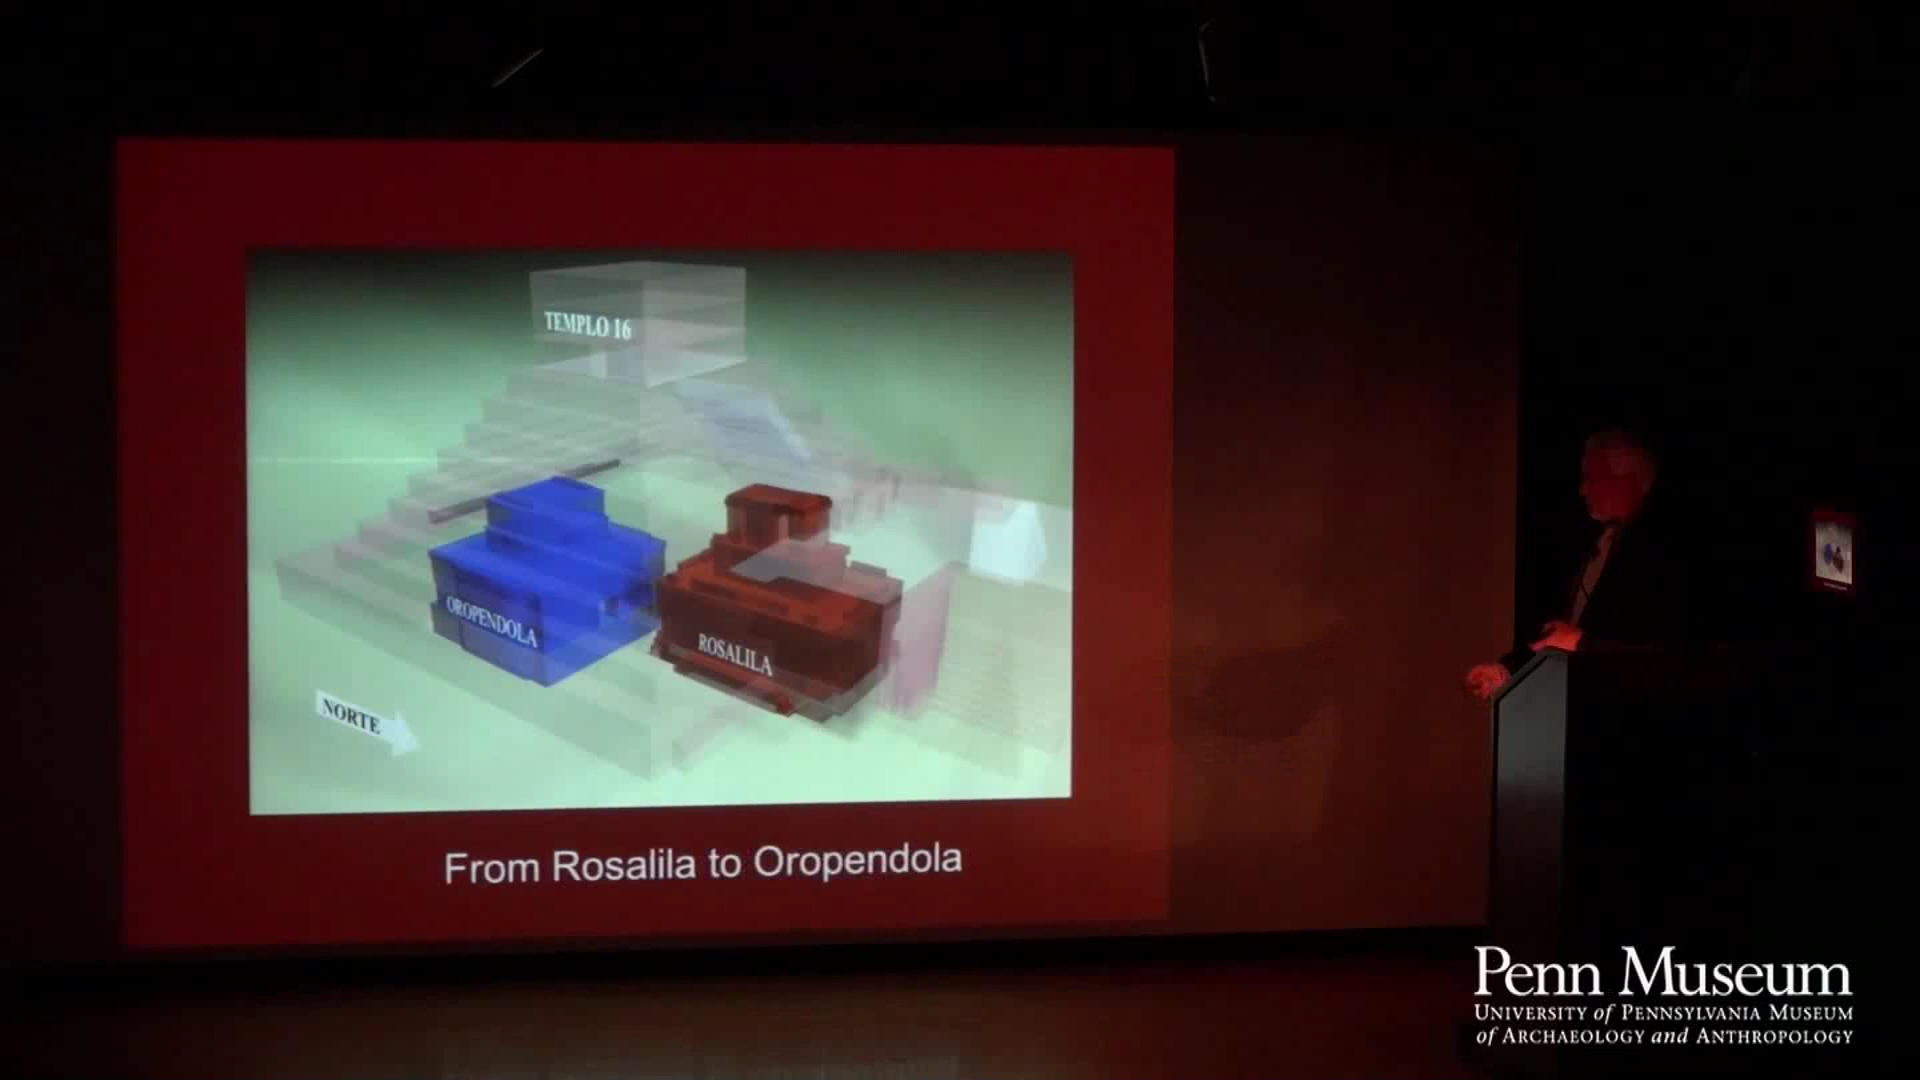 TEMPLO 16
OROPENDOLA
ROSALILA
NORTE
From Rosalila to Oropendola
Penn Museum
UNIVERSITY of PENNSYLVANIA MUSEUM
of ARCHAEOLOGY and ANTHROPOLOGY